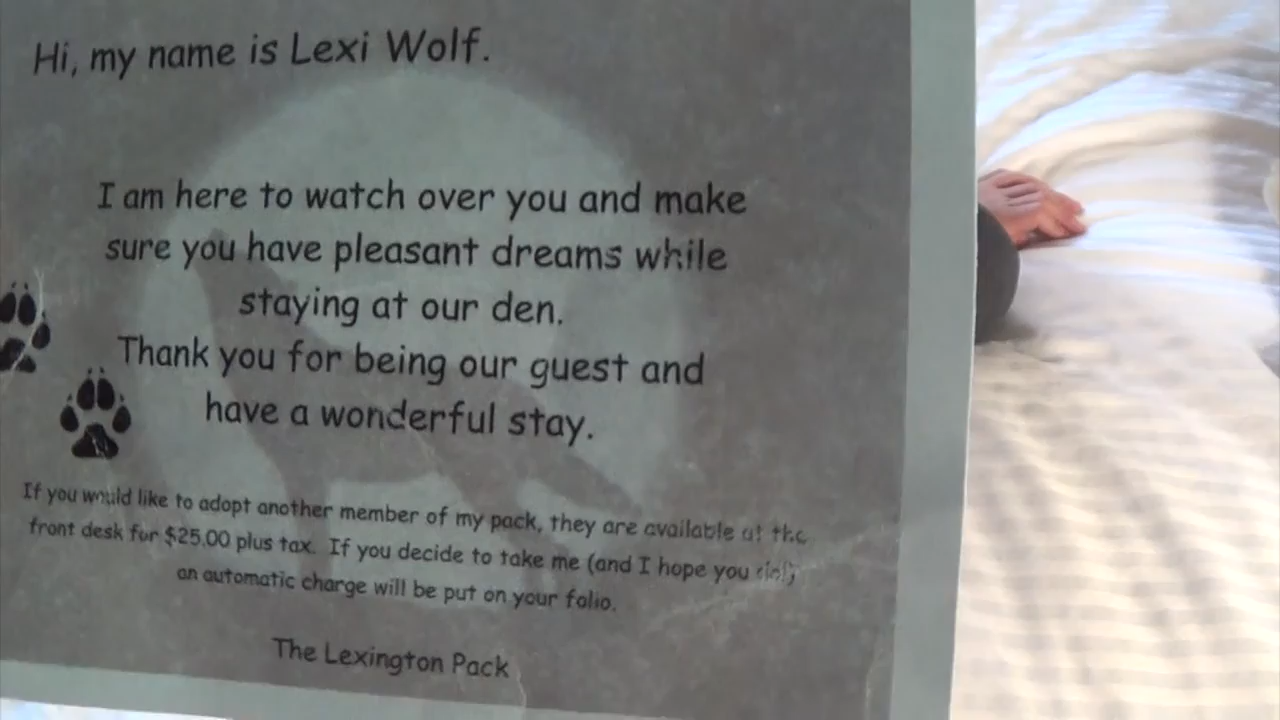 Hi, my name is Lexi Wolf.
I am here to watch over you and make
sure you have pleasant dreams while
staying at our den.
Thank you for being our guest and
have a wonderful stay.
If you would like to adopt another member of my pack, they are available at the
front desk for $25.00 plus tax. If you decide to take me (and I hope you
an automatic charge will be put on your folio.
The Lexington Pack